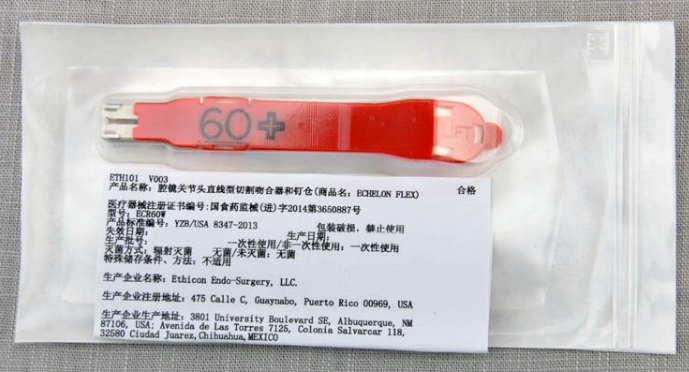 60+
LIFT
ETH101 V003
产品名称: 腔镜关节头直线型切割吻合器和钉仓(商品名: ECHELON FLEX) 合格
医疗器械注册证书编号: 国食药监械(进)字2014第3650887号
型号: ECR60W
产品标准编号: YZB/USA 8347-2013 包装破损, 禁止使用
失效日期: 生产日期:
生产批号: 一次性使用/非一次性使用: 一次性使用
灭菌方式: 辐射灭菌 无菌/未灭菌: 无菌
特殊储存条件、方法: 不适用
生产企业名称: Ethicon Endo-Surgery, LLC.
生产企业注册地址: 475 Calle C, Guaynabo, Puerto Rico 00969, USA
生产企业生产地址: 3801 University Boulevard SE, Albuquerque, NM
87106, USA; Avenida de Las Torres 7125, Colonia Salvarcar 118,
32580 Ciudad Juarez,Chihuahua,MEXICO